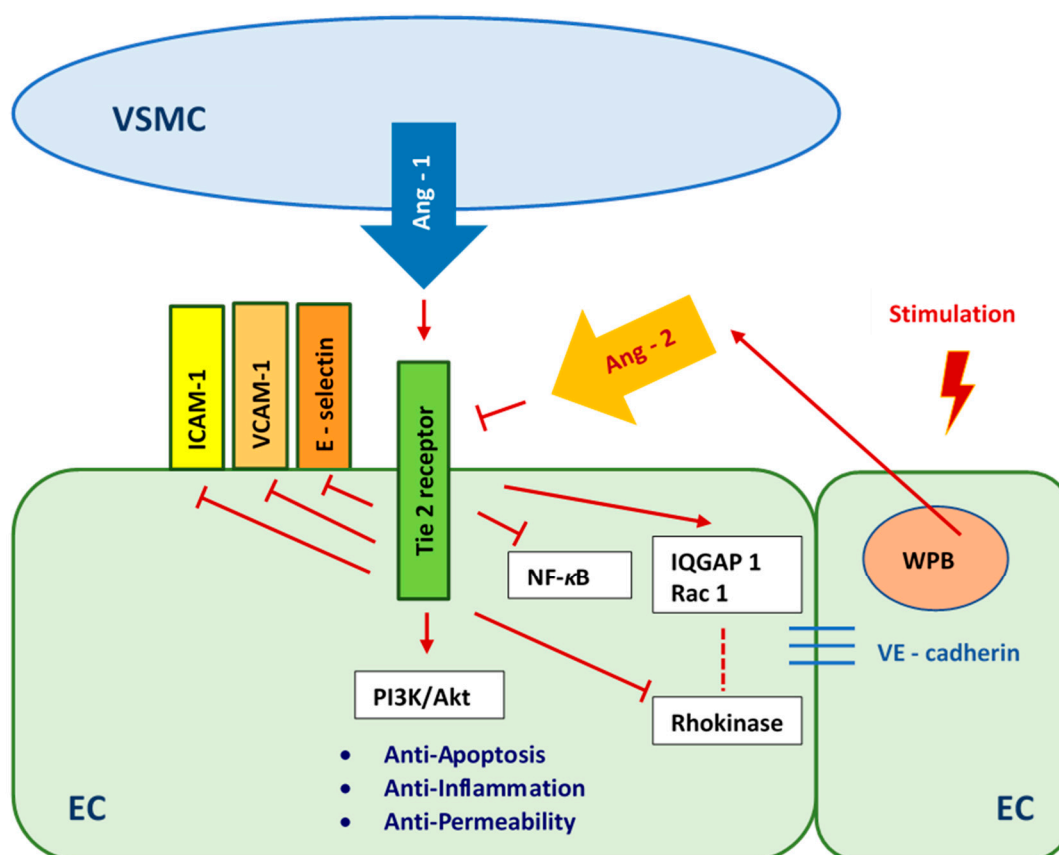 VSMC
Ang - 1
Stimulation
Ang - 2
ICAM-1
VCAM-1
E - selectin
Tie 2 receptor
NF-κB
IQGAP 1
Rac 1
WPB
VE - cadherin
PI3K/Akt
Rhokinase
• Anti-Apoptosis
• Anti-Inflammation
• Anti-Permeability
EC
EC